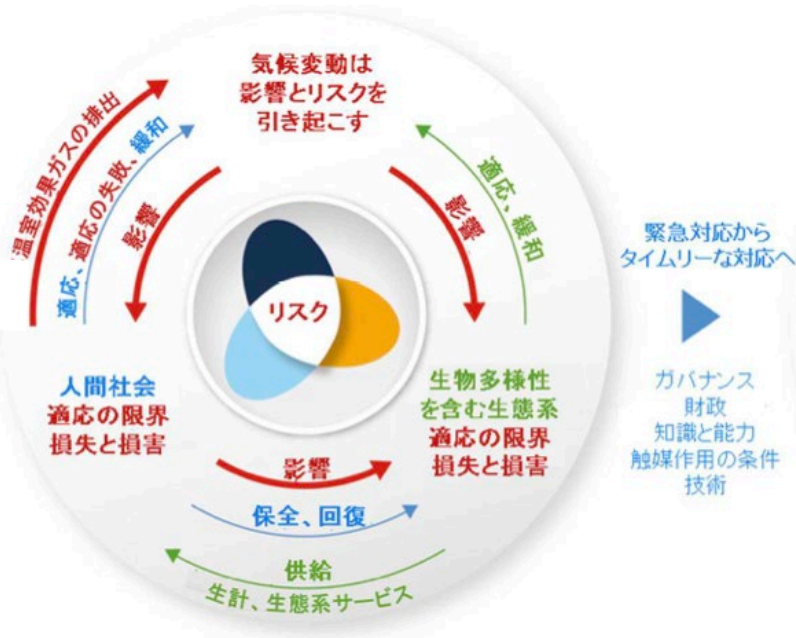 気候変動は
影響とリスクを
引き起こす
温室効果ガスの排出
適応、適応の失敗、緩和
影響
影響
適応、緩和
リスク
人間社会
適応の限界
損失と損害
生物多様性
を含む生態系
適応の限界
損失と損害
影響
保全、回復
供給
生計、生態系サービス
緊急対応から
タイムリーな対応へ
ガバナンス
財政
知識と能力
触媒作用の条件
技術